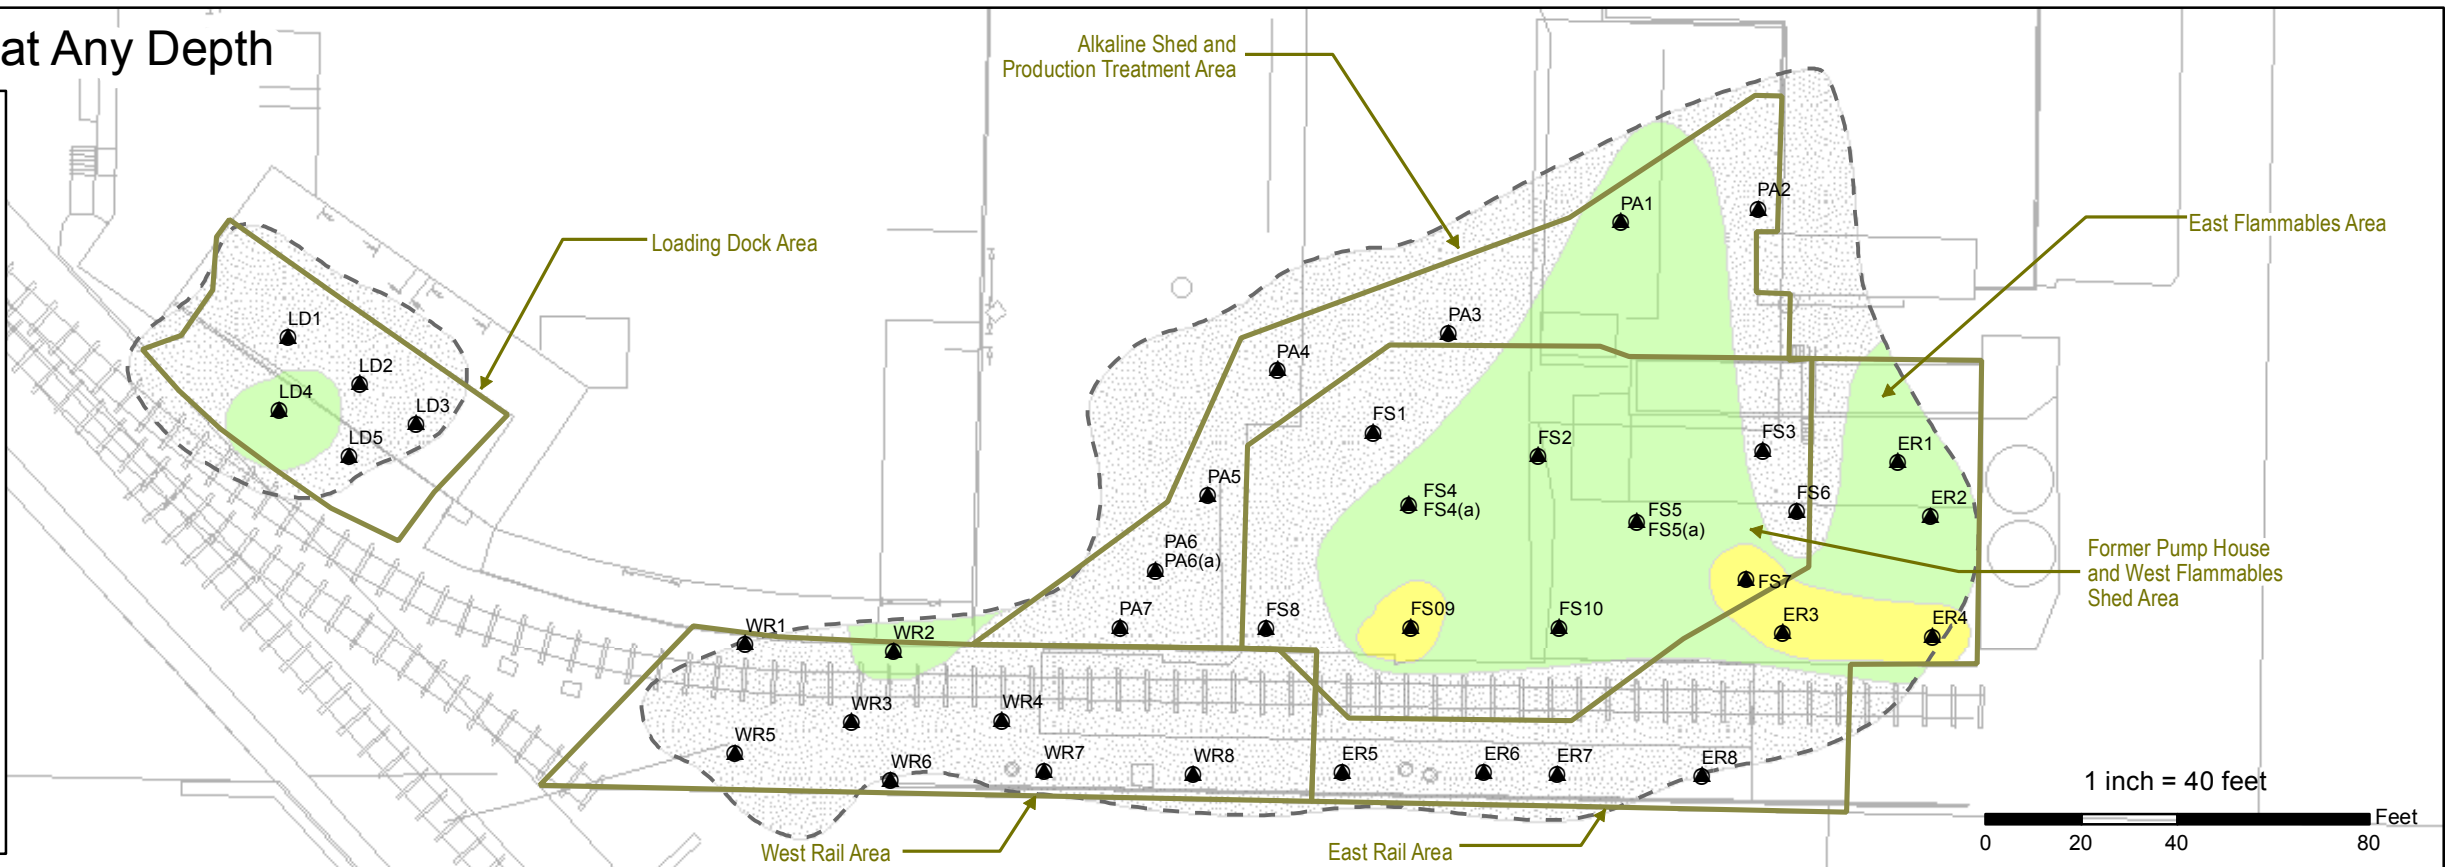 at Any Depth
Alkaline Shed and
Production Treatment Area
Loading Dock Area
East Flammables Area
PA1
PA2
LD1
LD2
LD4
LD3
LD5
PA3
PA4
FS1
FS2
FS3
ER1
PA5
FS4
FS4(a)
FS5
FS5(a)
FS6
ER2
PA6
PA6(a)
Former Pump House
and West Flammables
Shed Area
FS7
PA7
FS8
FS09
FS10
ER3
ER4
WR1
WR2
WR3
WR4
WR5
WR6
WR7
WR8
ER5
ER6
ER7
ER8
West Rail Area
East Rail Area
1 inch = 40 feet
Feet
0 20 40 80